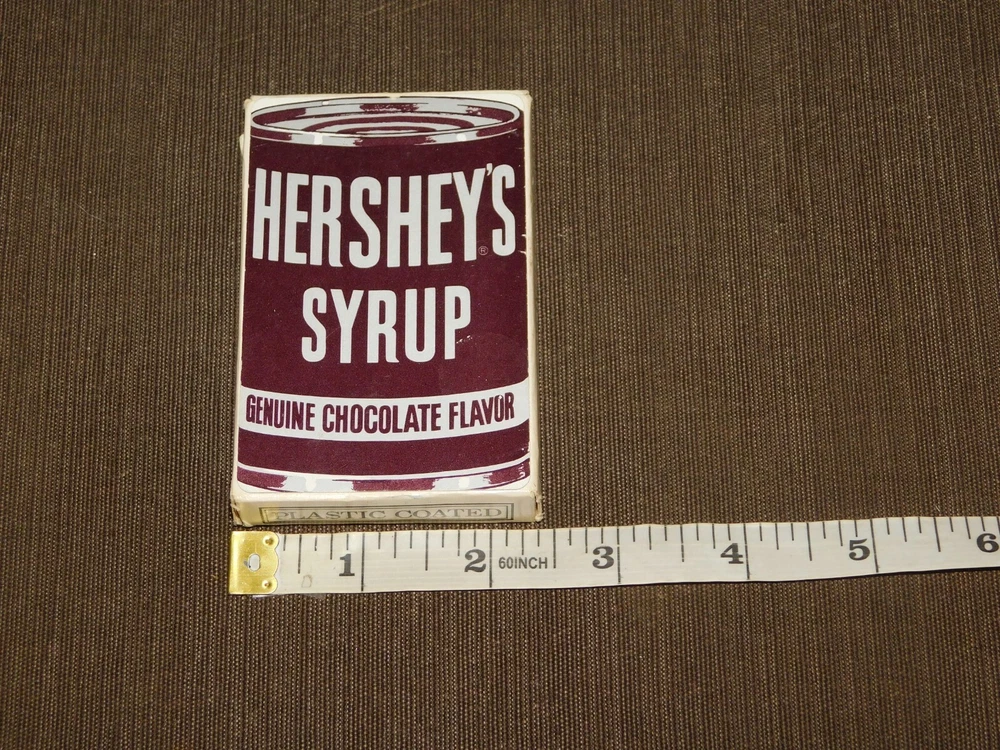 HERSHEY'S
®
SYRUP
GENUINE CHOCOLATE FLAVOR
PLASTIC COATED
1 2 60INCH 3 4 5 6